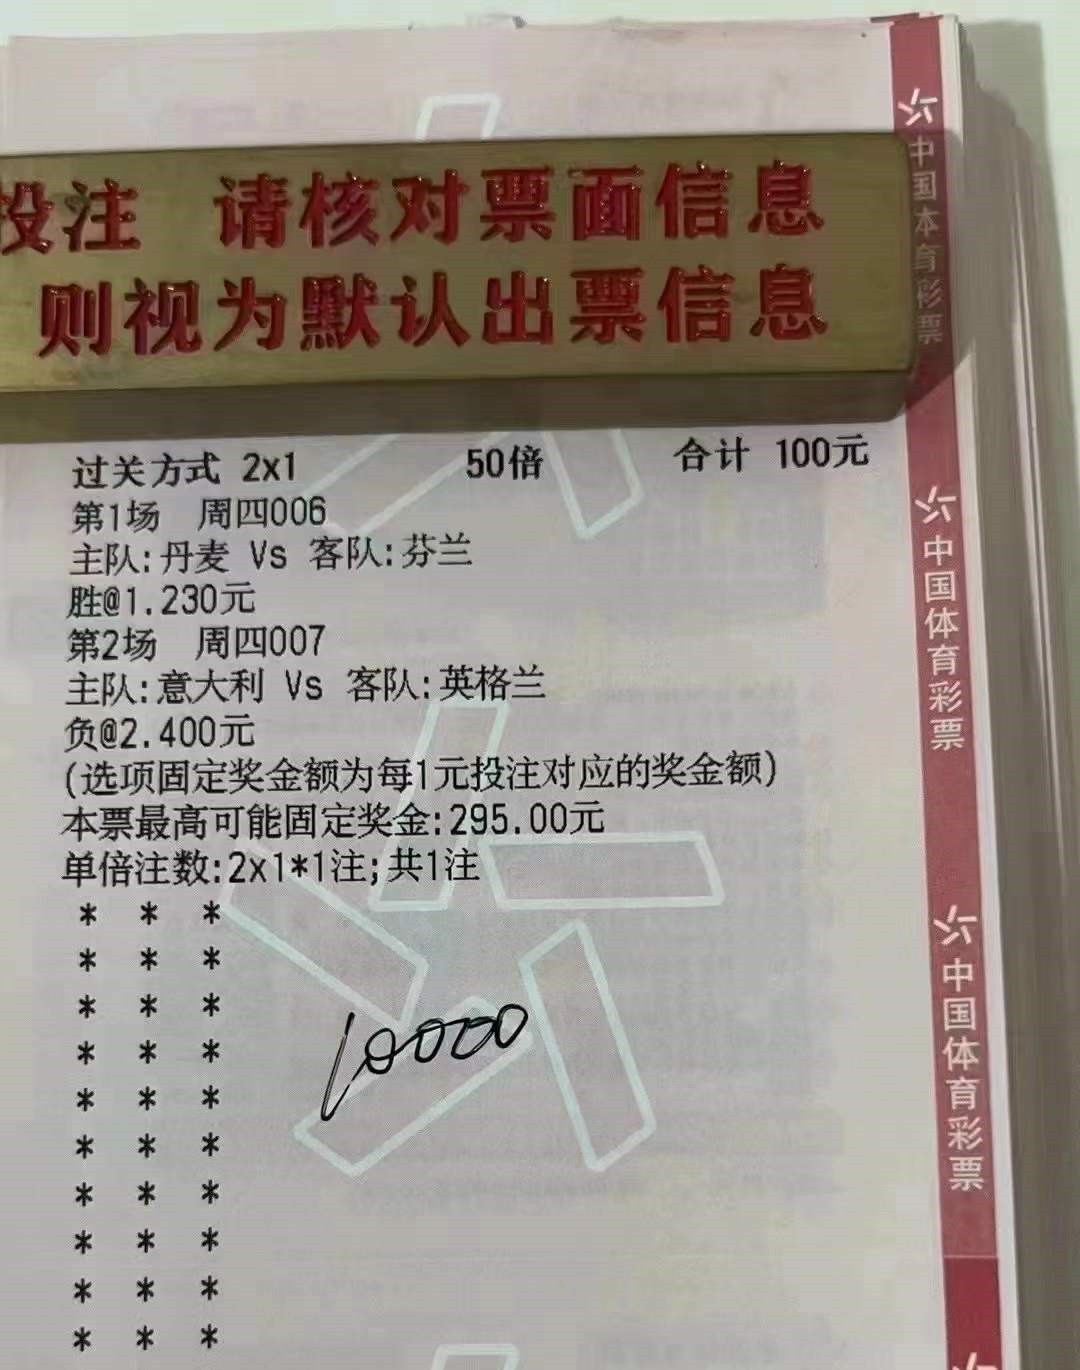 投注 请核对票面信息
则视为默认出票信息
过关方式 2x1 50倍 合计 100元
第1场 周四006
主队:丹麦 Vs 客队:芬兰
胜@1.230元
第2场 周四007
主队:意大利 Vs 客队:英格兰
负@2.400元
(选项固定奖金额为每1元投注对应的奖金额)
本票最高可能固定奖金:295.00元
单倍注数:2x1*1注;共1注
* * *
* * *
* * *
* * *
* * *
* * *
* * *
* * *
* * *
* * *
10000
中国体育彩票
中国体育彩票
中国体育彩票